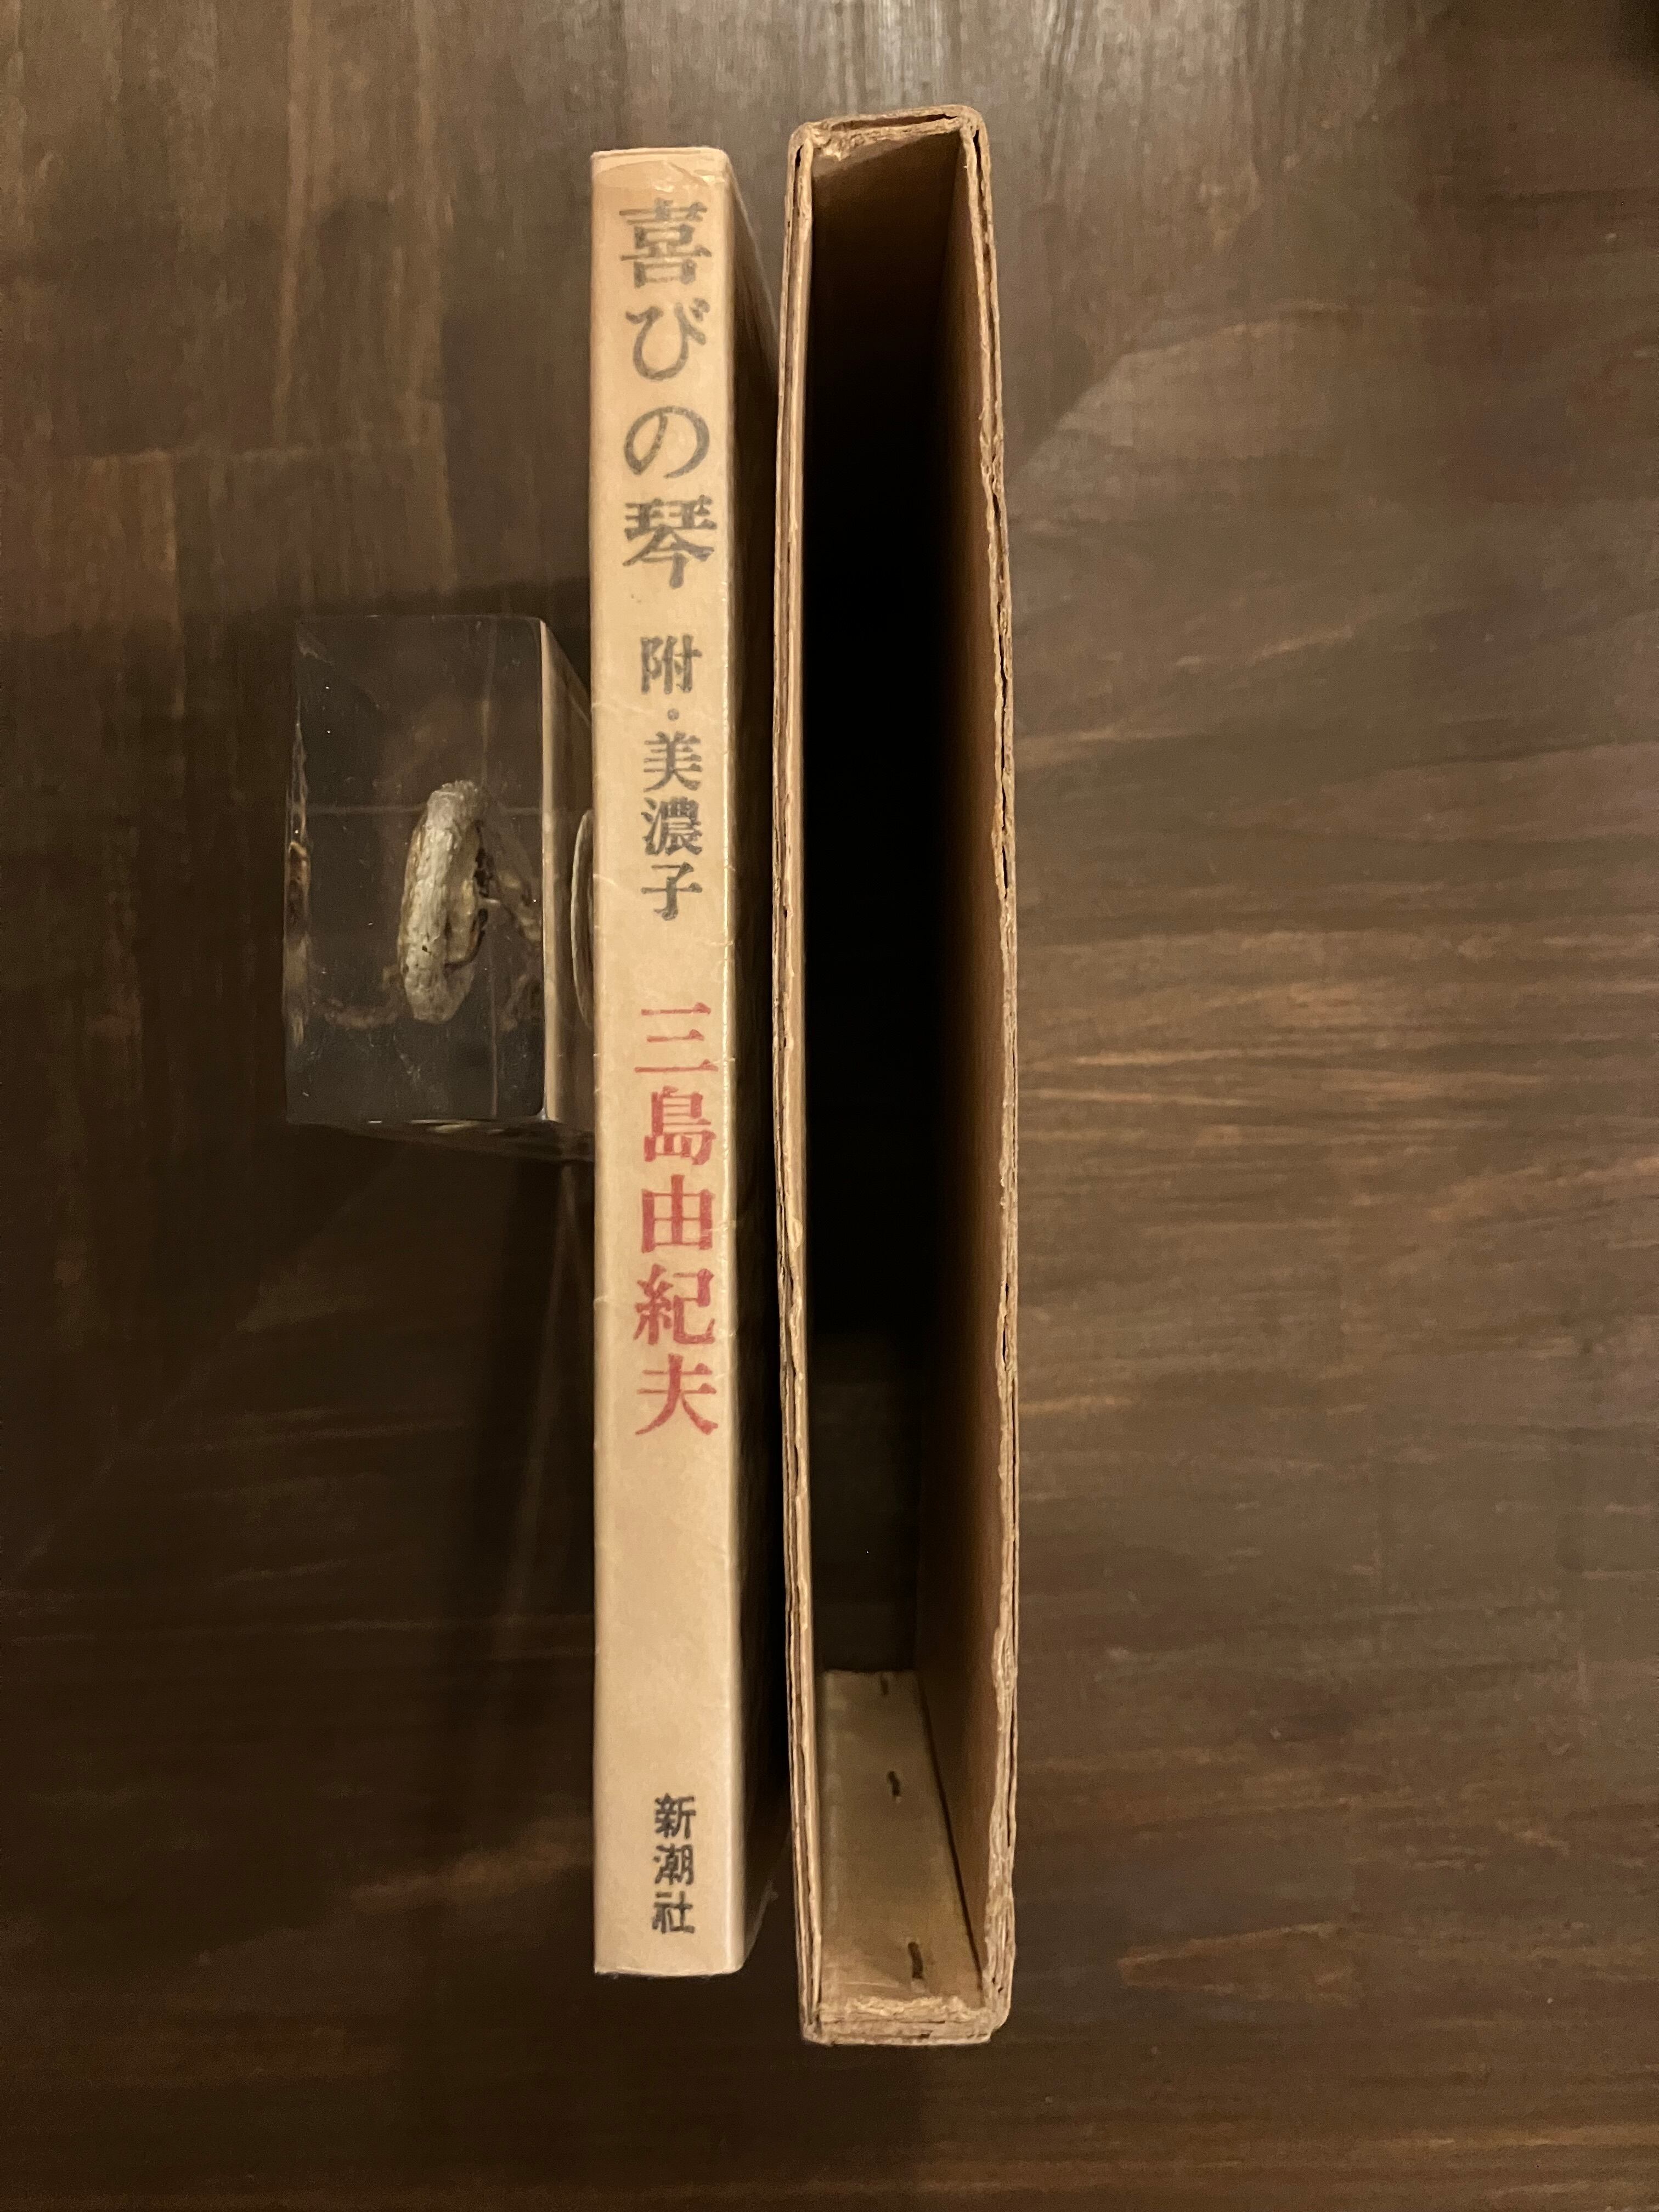 喜びの琴
附・美濃子
三島由紀夫
新潮社